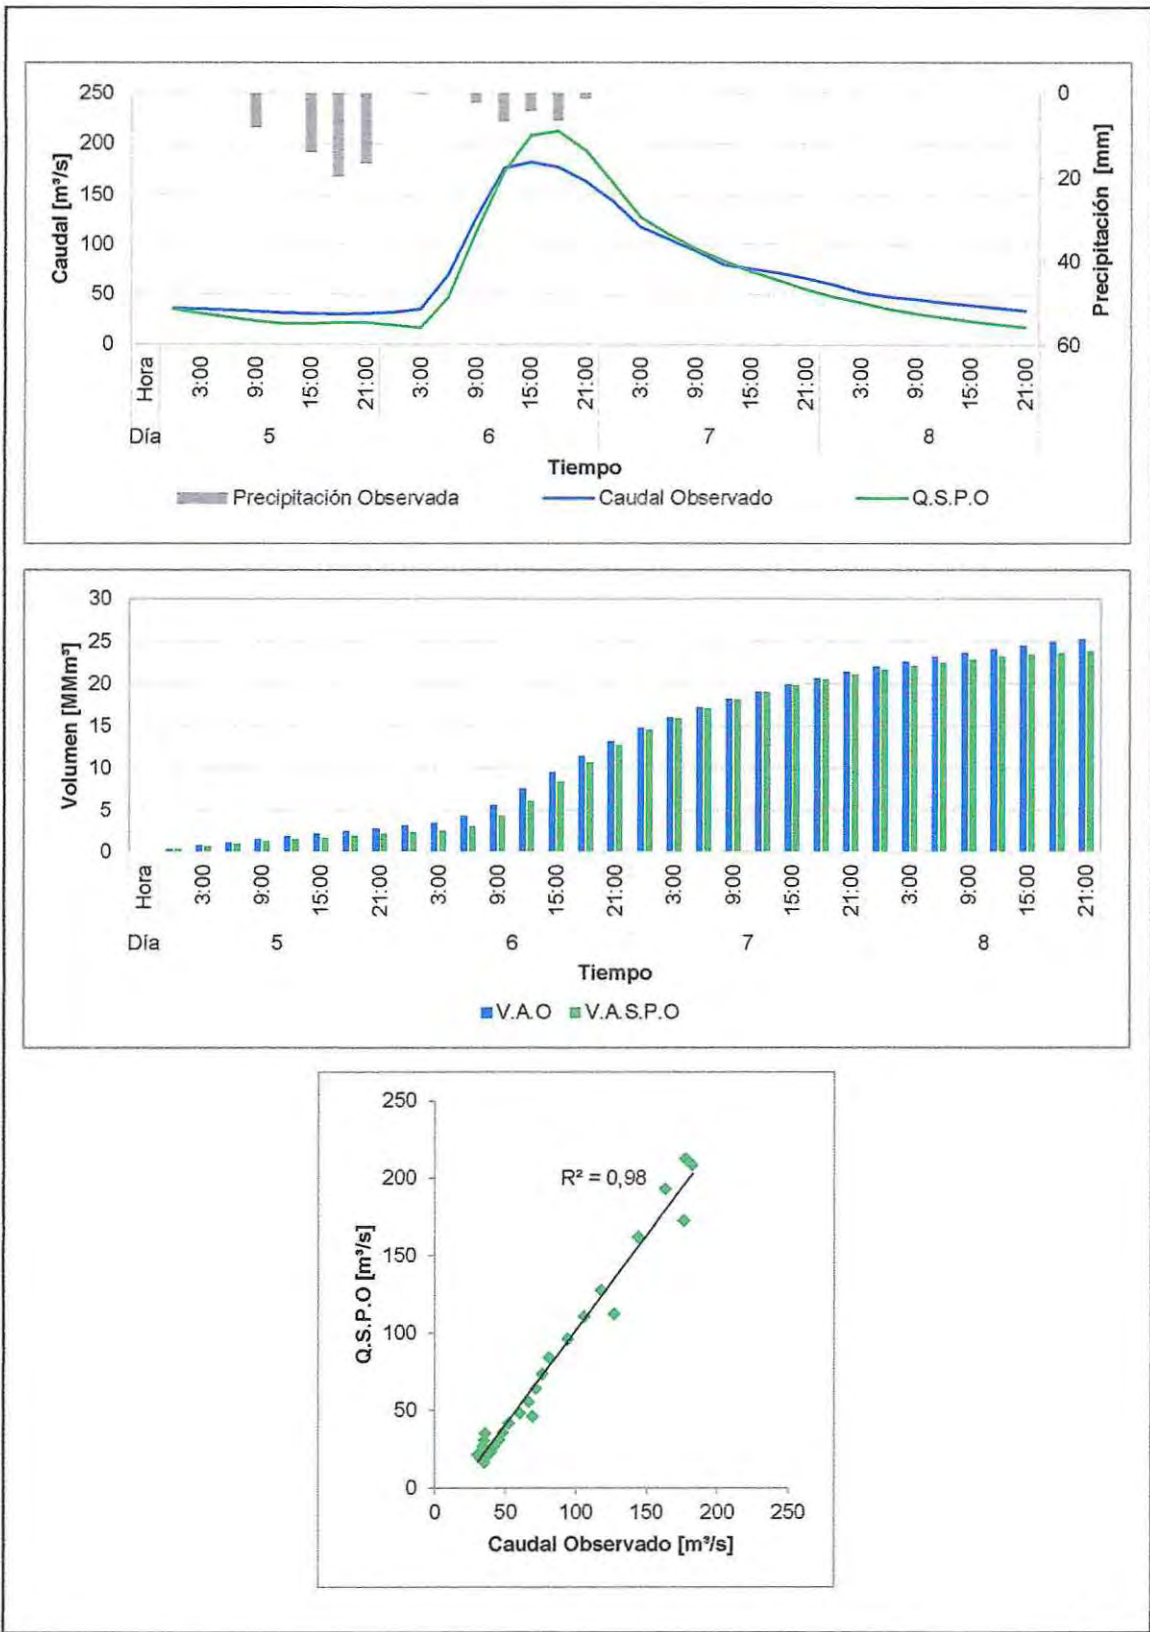 250
200
150
100
50
0
Caudal [m³/s]
0
20
40
60
Precipitación [mm]
Hora 3:00 9:00 15:00 21:00 3:00 9:00 15:00 21:00 3:00 9:00 15:00 21:00 3:00 9:00 15:00 21:00
Día 5 6 7 8
Tiempo
Precipitación Observada Caudal Observado Q.S.P.O
30
25
20
15
10
5
0
Volumen [MMm³]
Hora 3:00 9:00 15:00 21:00 3:00 9:00 15:00 21:00 3:00 9:00 15:00 21:00 3:00 9:00 15:00 21:00
Día 5 6 7 8
Tiempo
V.A.O V.A.S.P.O
250
200
150
100
50
0
Q.S.P.O [m³/s]
R² = 0,98
0 50 100 150 200 250
Caudal Observado [m³/s]